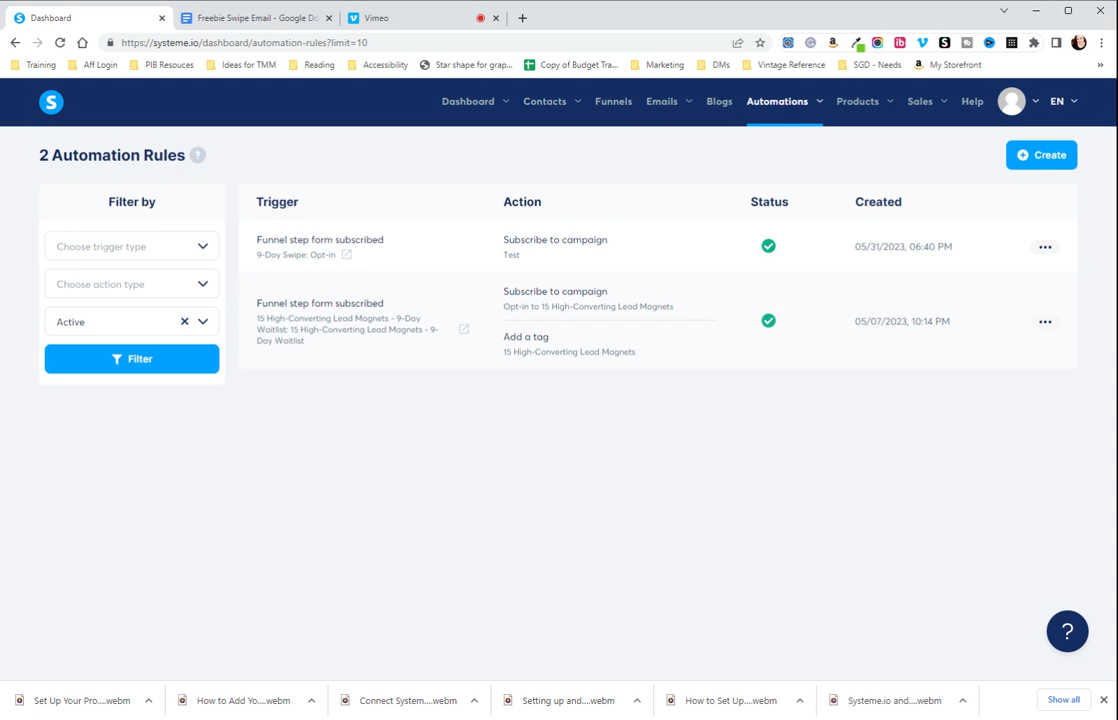 Dashboard
Freebie Swipe Email - Google Do
Vimeo
https://systeme.io/dashboard/automation-rules?limit=10
Training
Aff Login
PIB Resouces
Ideas for TMM
Reading
Accessibility
Star shape for grap...
Copy of Budget Tra...
Marketing
DMs
Vintage Reference
SGD - Needs
My Storefront
»
S
Dashboard
Contacts
Funnels
Emails
Blogs
Automations
Products
Sales
Help
EN
2 Automation Rules ?
Create
Filter by
Trigger
Action
Status
Created
Choose trigger type
Choose action type
Active
Filter
Funnel step form subscribed
9-Day Swipe: Opt-in
Subscribe to campaign
Test
05/31/2023, 06:40 PM
Funnel step form subscribed
15 High-Converting Lead Magnets - 9-Day
Waitlist: 15 High-Converting Lead Magnets - 9-
Day Waitlist
Subscribe to campaign
Opt-in to 15 High-Converting Lead Magnets
Add a tag
15 High-Converting Lead Magnets
05/07/2023, 10:14 PM
?
Set Up Your Pro....webm
How to Add Yo....webm
Connect System....webm
Setting up and....webm
How to Set Up....webm
Systeme.io and....webm
Show all